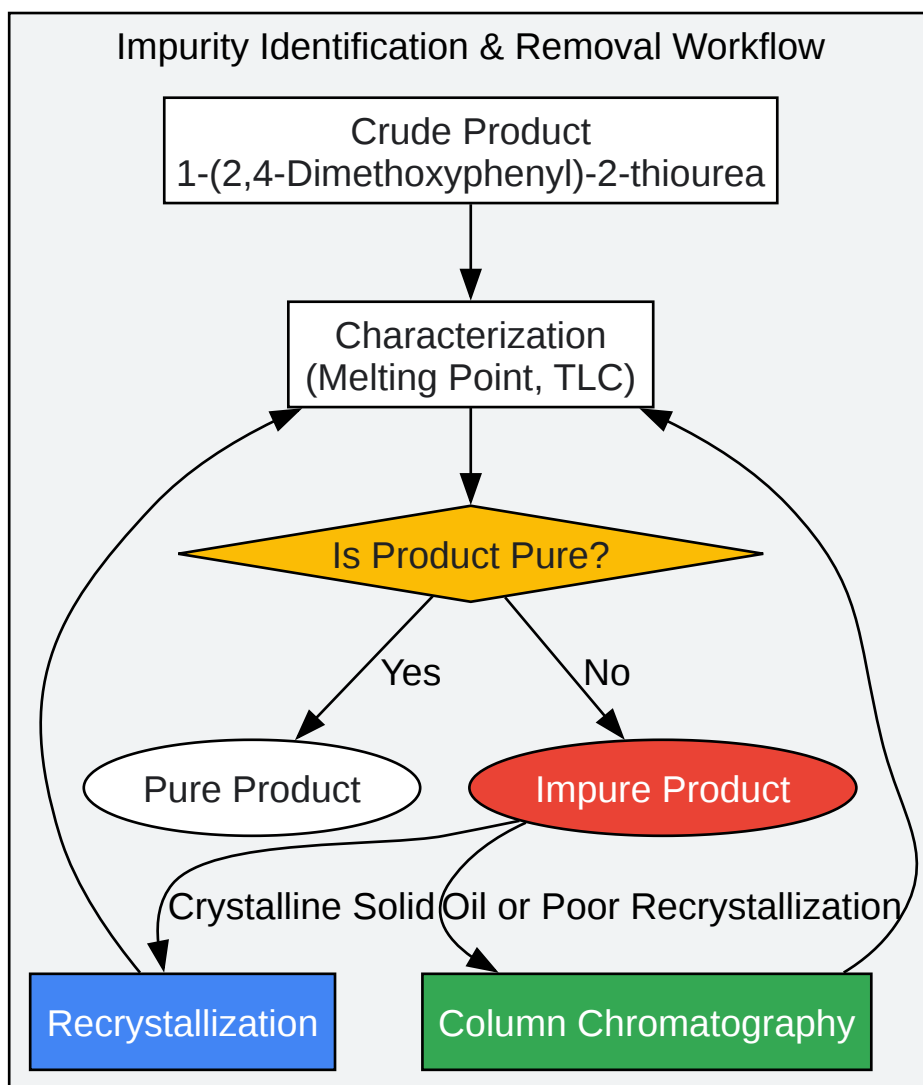 Impurity Identification & Removal Workflow
Crude Product
1-(2,4-Dimethoxyphenyl)-2-thiourea
Characterization
(Melting Point, TLC)
Is Product Pure?
Yes
No
Pure Product
Impure Product
Crystalline Solid
Oil or Poor Recrystallization
Recrystallization
Column Chromatography